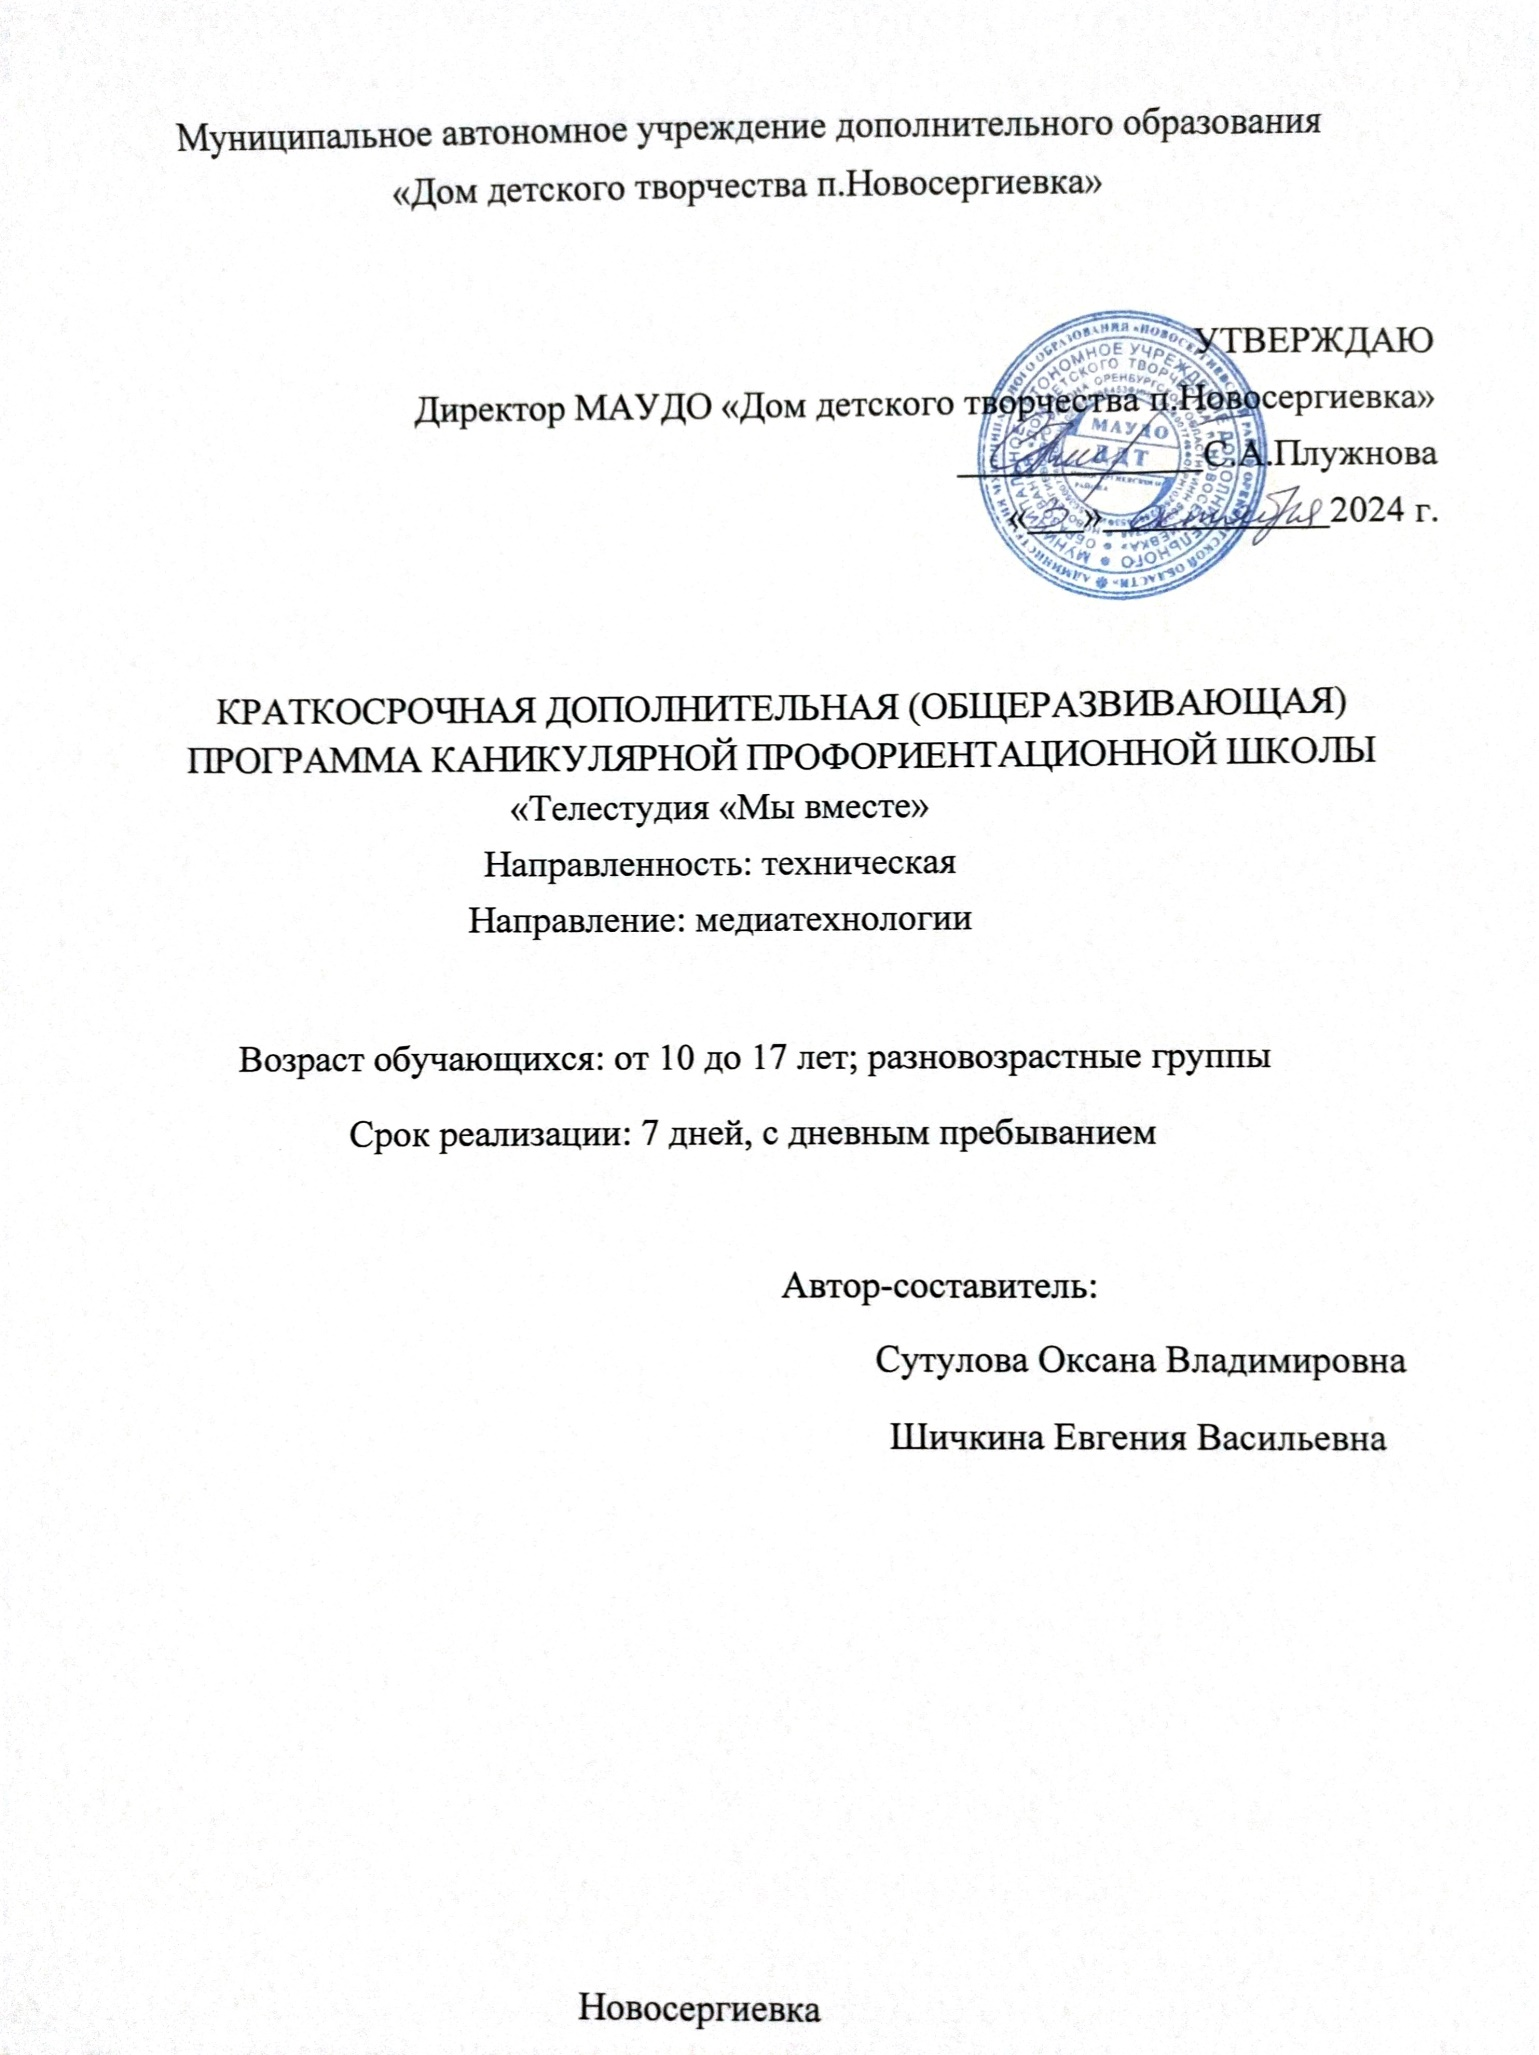 Муниципальное автономное учреждение дополнительного образования
«Дом детского творчества п.Новосергиевка»
УТВЕРЖДАЮ
Директор МАУДО «Дом детского творчества п.Новосергиевка»
С.А.Плужнова
МАУДО
ДДТ
« » 2024 г.
КРАТКОСРОЧНАЯ ДОПОЛНИТЕЛЬНАЯ (ОБЩЕРАЗВИВАЮЩАЯ)
ПРОГРАММА КАНИКУЛЯРНОЙ ПРОФОРИЕНТАЦИОННОЙ ШКОЛЫ
«Телестудия «Мы вместе»
Направленность: техническая
Направление: медиатехнологии
Возраст обучающихся: от 10 до 17 лет; разновозрастные группы
Срок реализации: 7 дней, с дневным пребыванием
Автор-составитель:
Сутулова Оксана Владимировна
Шичкина Евгения Васильевна
Новосергиевка